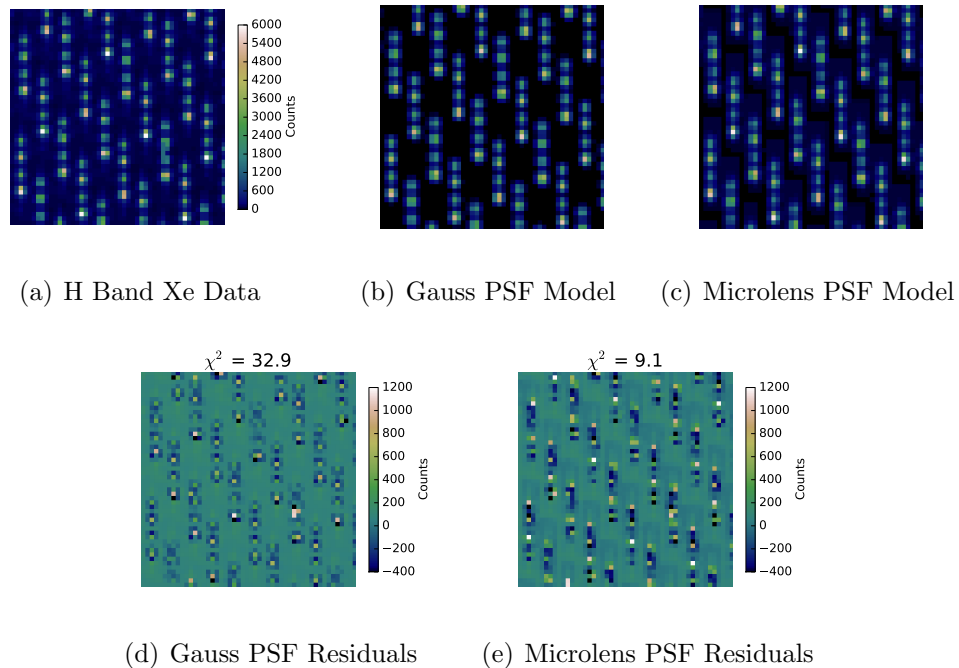 6000
5400
4800
4200
3600
3000
2400
1800
1200
600
0
Counts
(a) H Band Xe Data
(b) Gauss PSF Model
(c) Microlens PSF Model
χ² = 32.9
1200
1000
800
600
400
200
0
−200
−400
Counts
χ² = 9.1
1200
1000
800
600
400
200
0
−200
−400
Counts
(d) Gauss PSF Residuals
(e) Microlens PSF Residuals